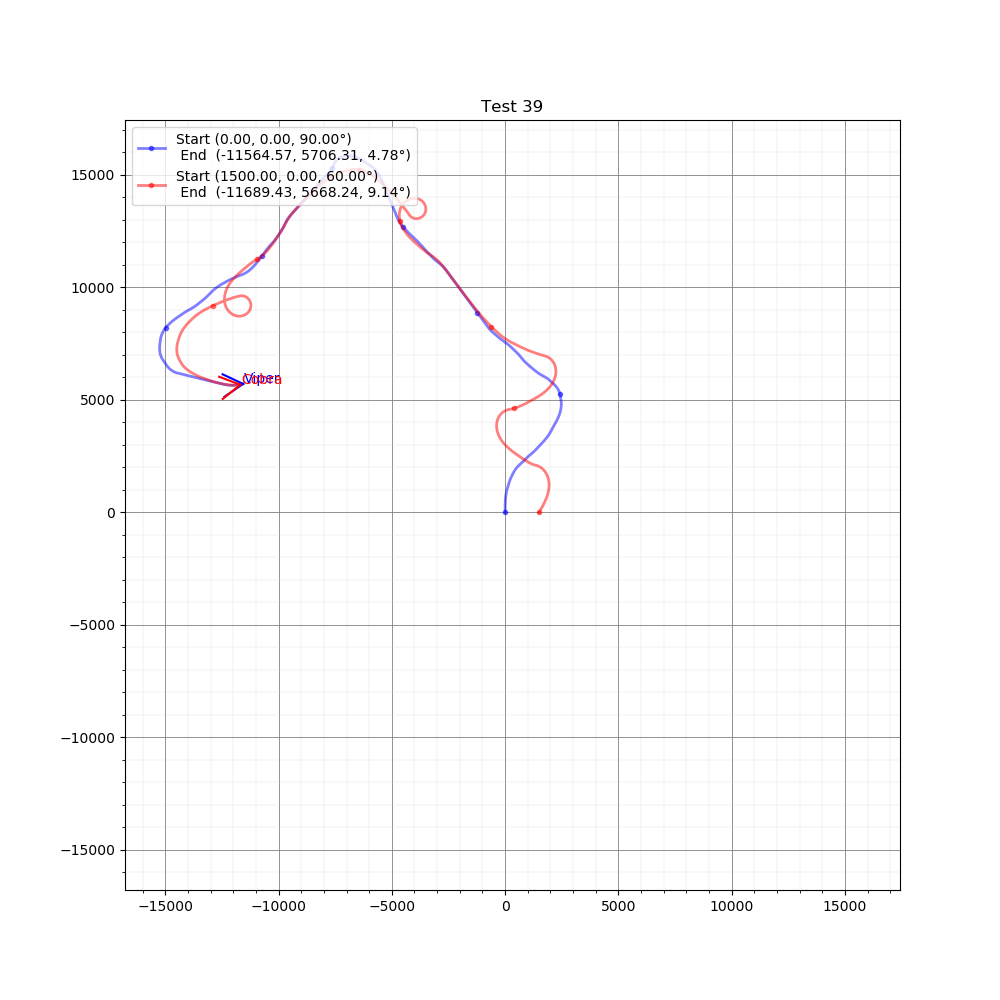 Test 39
Start (0.00, 0.00, 90.00°)
End (-11564.57, 5706.31, 4.78°)
Start (1500.00, 0.00, 60.00°)
End (-11689.43, 5668.24, 9.14°)
15000
10000
5000
0
−5000
−10000
−15000
Viper
Cobra
−15000 −10000 −5000 0 5000 10000 15000